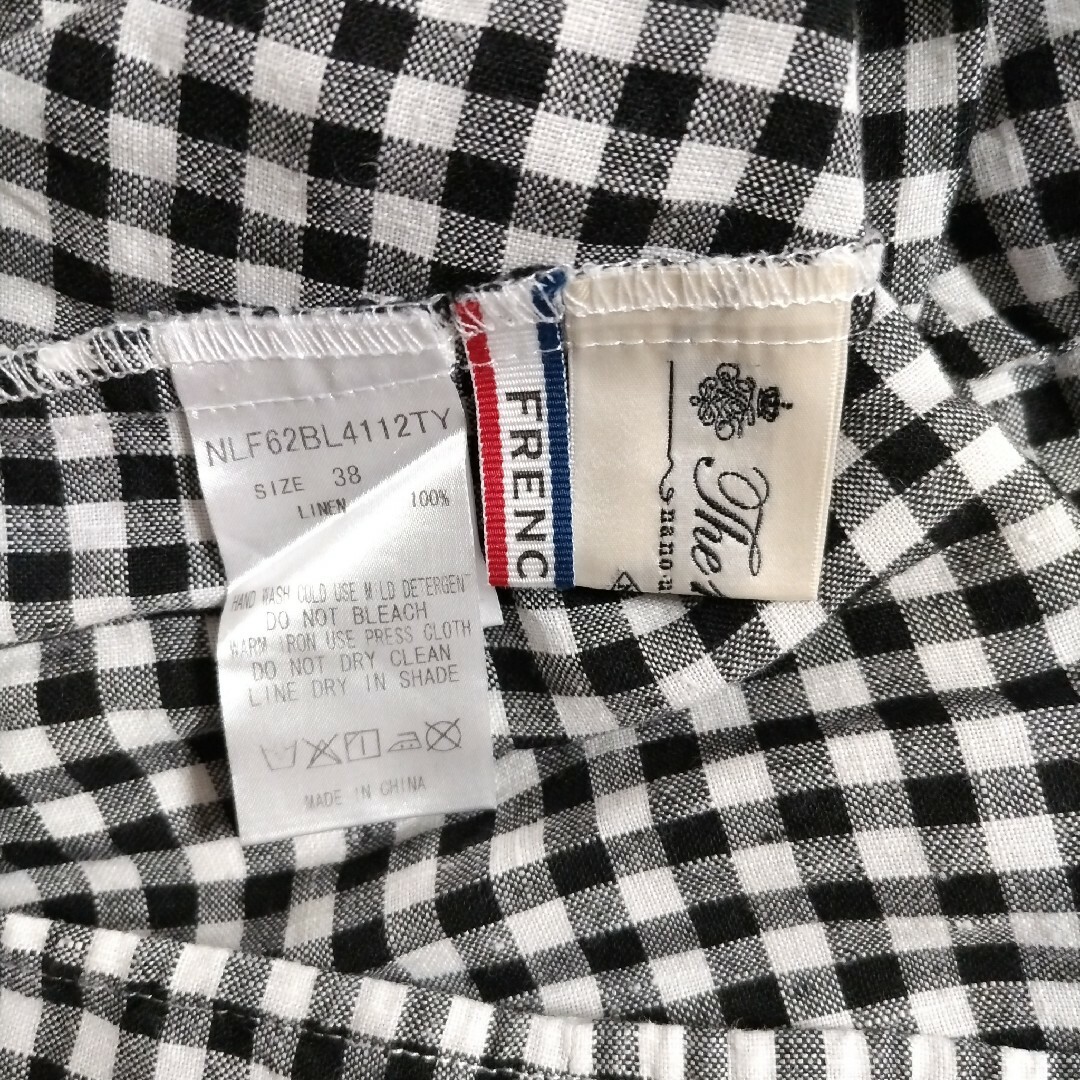 NLF62BL4112TY
SIZE 38
LINEN 100%
HAND WASH COLD USE MILD DETERGENT
DO NOT BLEACH
WARM IRON USE PRESS CLOTH
DO NOT DRY CLEAN
LINE DRY IN SHADE
MADE IN CHINA
FRENC
The